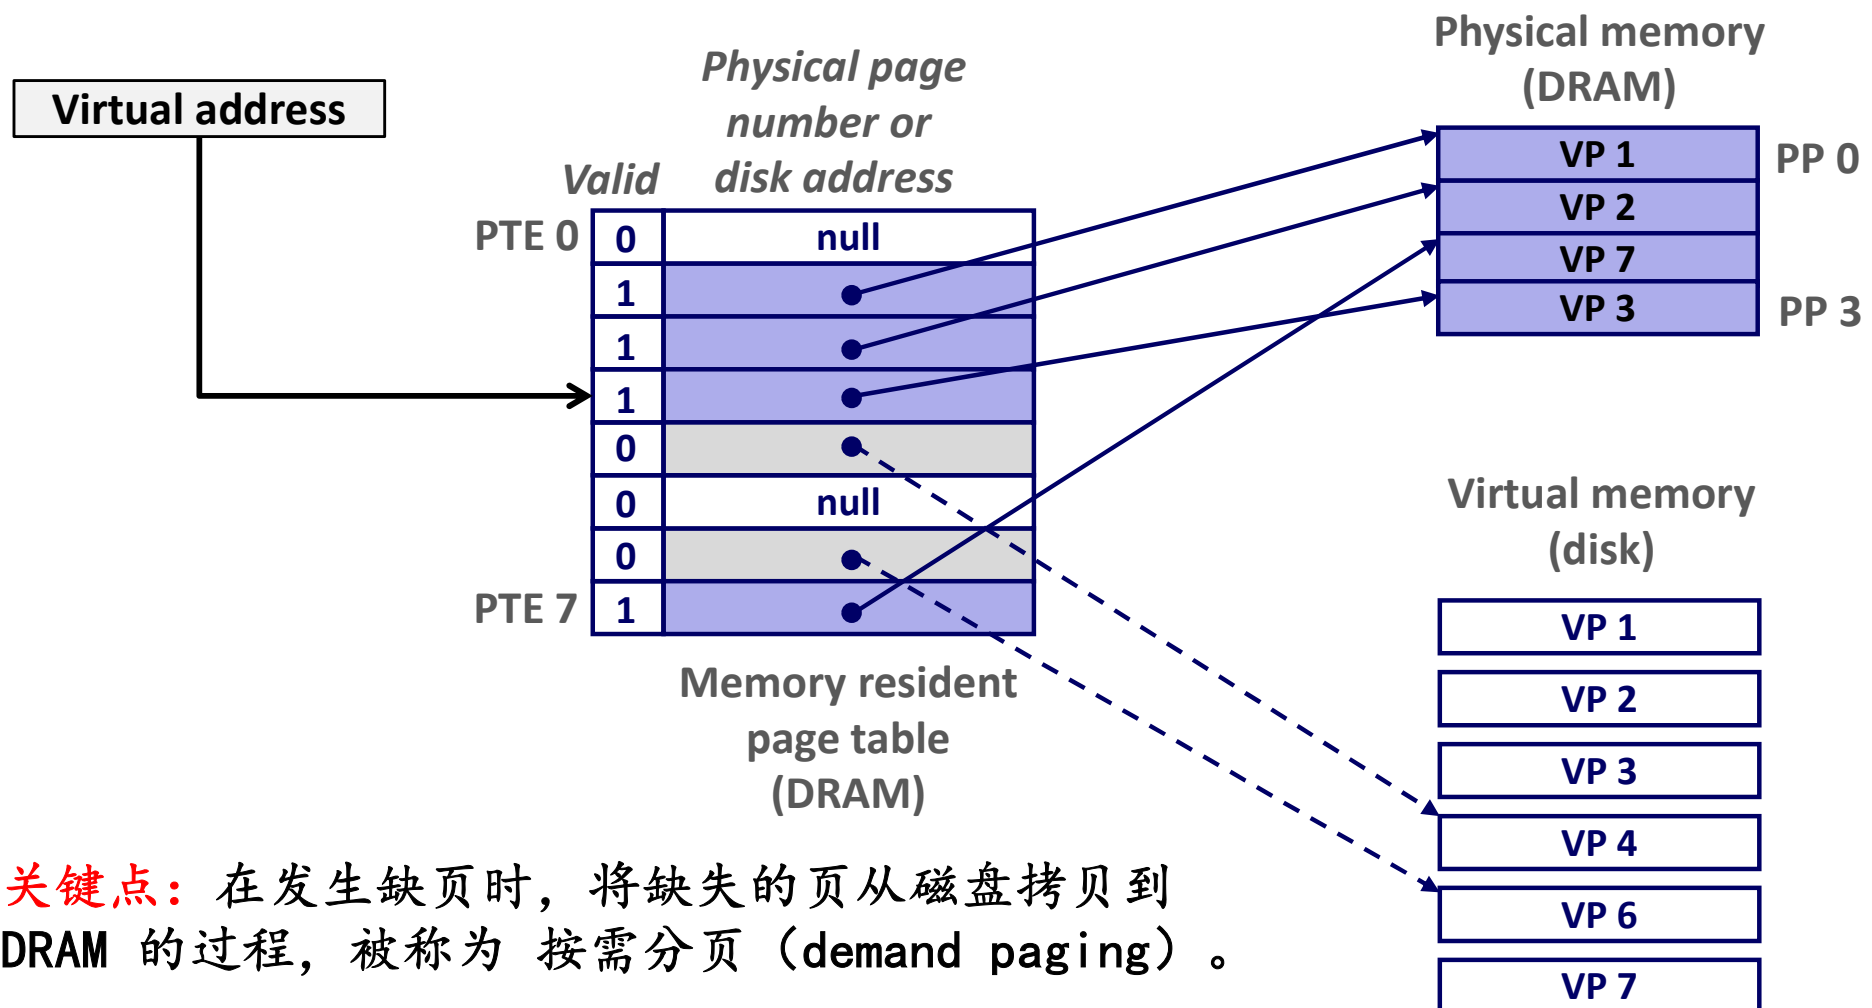 Virtual address
Physical page
number or
disk address
Valid
PTE 0
0
null
1
1
1
0
0
null
0
PTE 7
1
Memory resident
page table
(DRAM)
Physical memory
(DRAM)
VP 1
PP 0
VP 2
VP 7
VP 3
PP 3
Virtual memory
(disk)
VP 1
VP 2
VP 3
VP 4
VP 6
VP 7
关键点：在发生缺页时，将缺失的页从磁盘拷贝到
DRAM 的过程，被称为 按需分页（demand paging）。